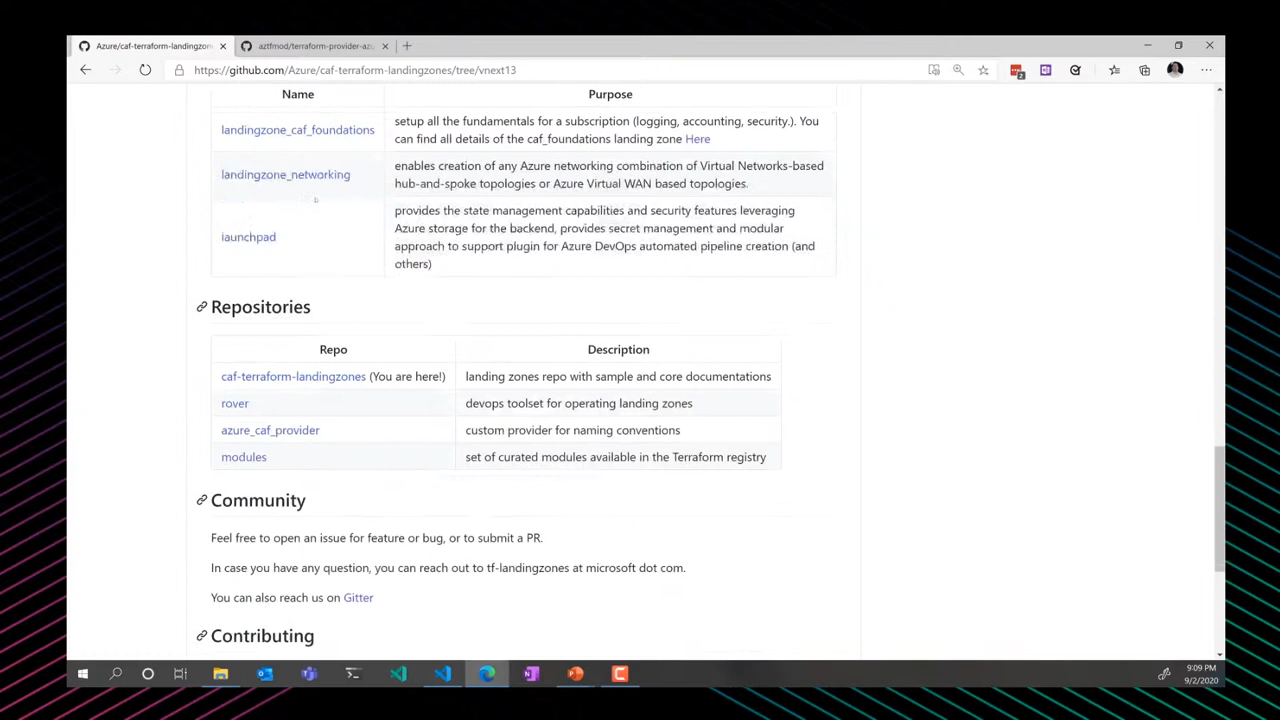 Azure/caf-terraform-landingzon
aztfmod/terraform-provider-azu
https://github.com/Azure/caf-terraform-landingzones/tree/vnext13
2
Name
Purpose
landingzone_caf_foundations
setup all the fundamentals for a subscription (logging, accounting, security.). You
can find all details of the caf_foundations landing zone Here
landingzone_networking
enables creation of any Azure networking combination of Virtual Networks-based
hub-and-spoke topologies or Azure Virtual WAN based topologies.
launchpad
provides the state management capabilities and security features leveraging
Azure storage for the backend, provides secret management and modular
approach to support plugin for Azure DevOps automated pipeline creation (and
others)
Repositories
Repo
Description
caf-terraform-landingzones (You are here!)
landing zones repo with sample and core documentations
rover
devops toolset for operating landing zones
azure_caf_provider
custom provider for naming conventions
modules
set of curated modules available in the Terraform registry
Community
Feel free to open an issue for feature or bug, or to submit a PR.
In case you have any question, you can reach out to tf-landingzones at microsoft dot com.
You can also reach us on Gitter
Contributing
9:09 PM
9/2/2020